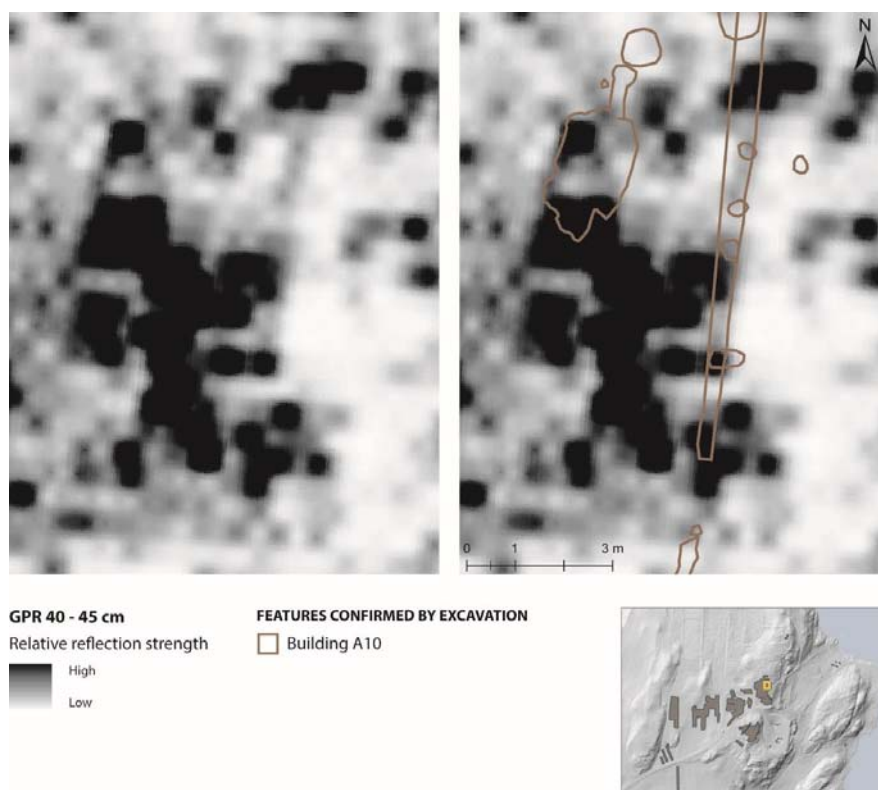 N
0 1 3 m
GPR 40 - 45 cm
Relative reflection strength
High
Low
FEATURES CONFIRMED BY EXCAVATION
Building A10